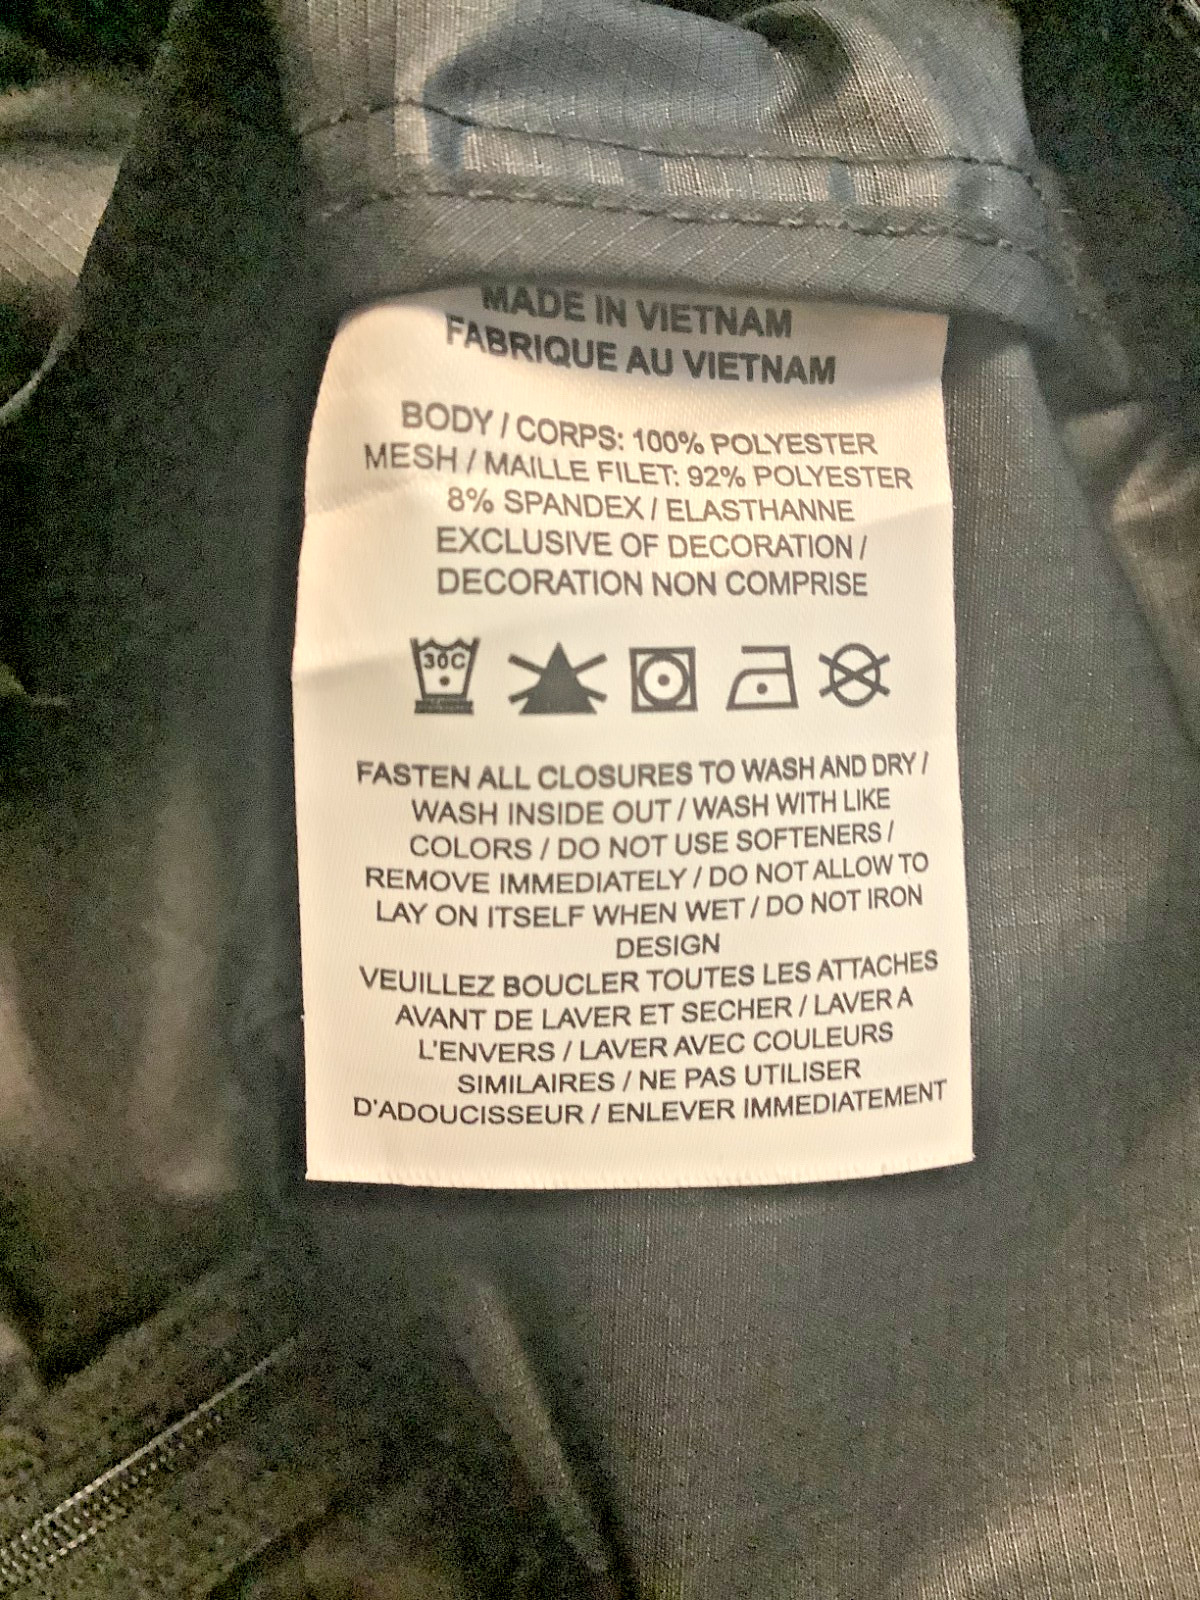 MADE IN VIETNAM
FABRIQUE AU VIETNAM
BODY / CORPS: 100% POLYESTER
MESH / MAILLE FILET: 92% POLYESTER
8% SPANDEX / ELASTHANNE
EXCLUSIVE OF DECORATION /
DECORATION NON COMPRISE
30C
FASTEN ALL CLOSURES TO WASH AND DRY /
WASH INSIDE OUT / WASH WITH LIKE
COLORS / DO NOT USE SOFTENERS /
REMOVE IMMEDIATELY / DO NOT ALLOW TO
LAY ON ITSELF WHEN WET / DO NOT IRON
DESIGN
VEUILLEZ BOUCLER TOUTES LES ATTACHES
AVANT DE LAVER ET SECHER / LAVER A
L'ENVERS / LAVER AVEC COULEURS
SIMILAIRES / NE PAS UTILISER
D'ADOUCISSEUR / ENLEVER IMMEDIATEMENT